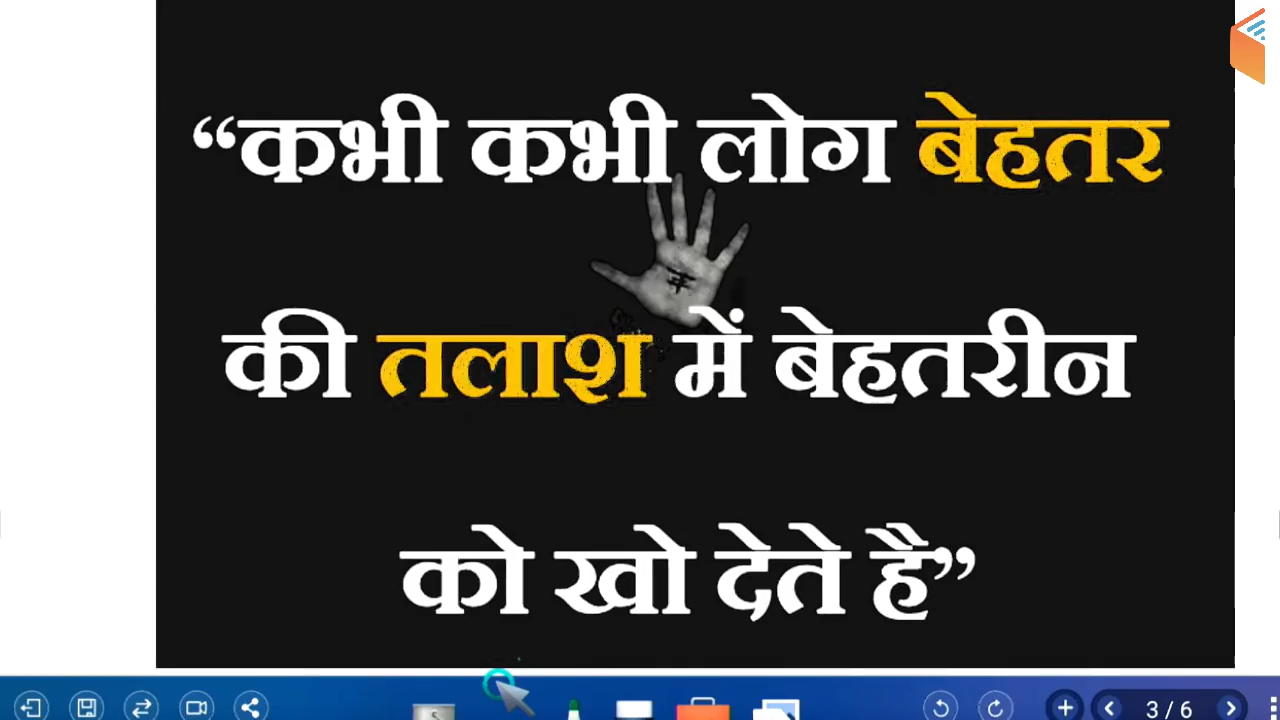 “कभी कभी लोग बेहतर
की तलाश में बेहतरीन
को खो देते है”
3 / 6